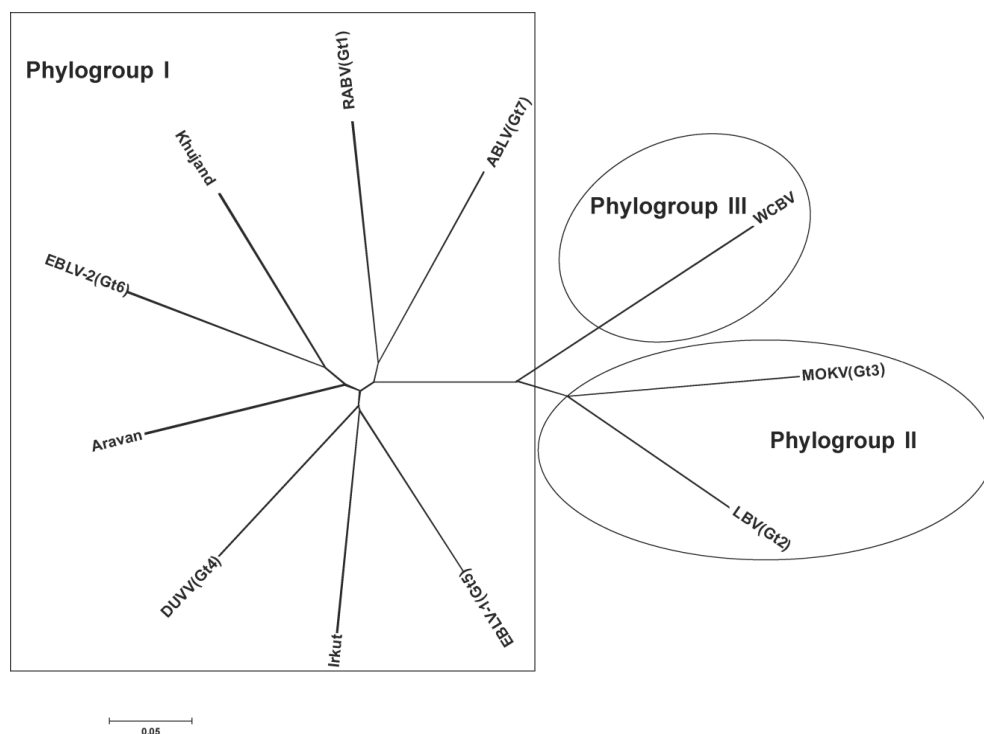 Phylogroup I
RABV(Gt1)
ABLV(Gt7)
Khujand
EBLV-2(Gt6)
Aravan
DUVV(Gt4)
Irkut
EBLV-1(Gt5)
Phylogroup III
WCBV
MOKV(Gt3)
Phylogroup II
LBV(Gt2)
0.05